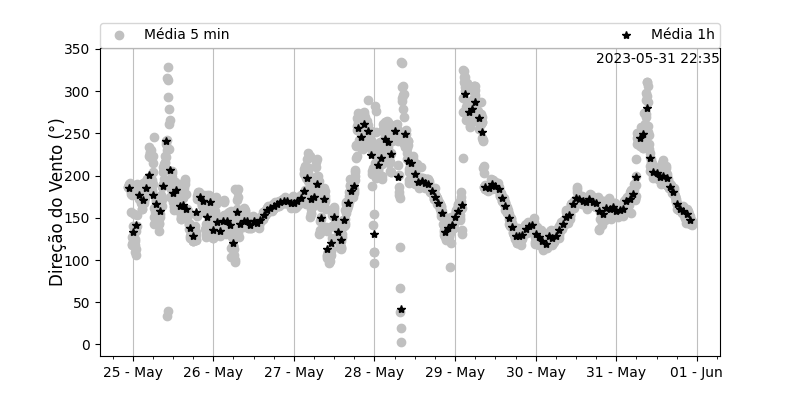 Média 5 min
Média 1h
2023-05-31 22:35
Direção do Vento (°)
350
300
250
200
150
100
50
0
25 - May
26 - May
27 - May
28 - May
29 - May
30 - May
31 - May
01 - Jun